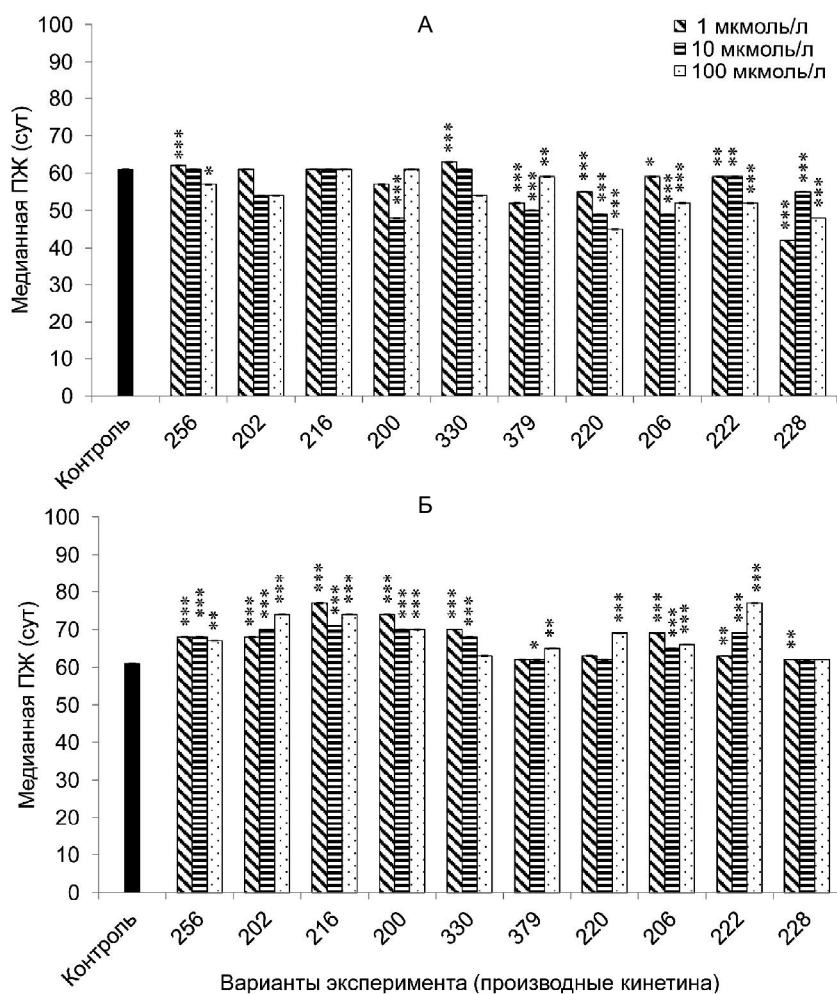 А
1 мкмоль/л
10 мкмоль/л
100 мкмоль/л
Медианная ПЖ (сут)
100
90
80
70
60
50
40
30
20
10
0
*** * *** *** *** *** ** *** *** *** * *** *** ** ** *** *** *** ***
Контроль 256 202 216 200 330 379 220 206 222 228
Б
Медианная ПЖ (сут)
100
90
80
70
60
50
40
30
20
10
0
*** *** ** *** *** *** *** *** *** *** *** *** *** *** * ** *** *** *** *** ** *** *** **
Контроль 256 202 216 200 330 379 220 206 222 228
Варианты эксперимента (производные кинетина)